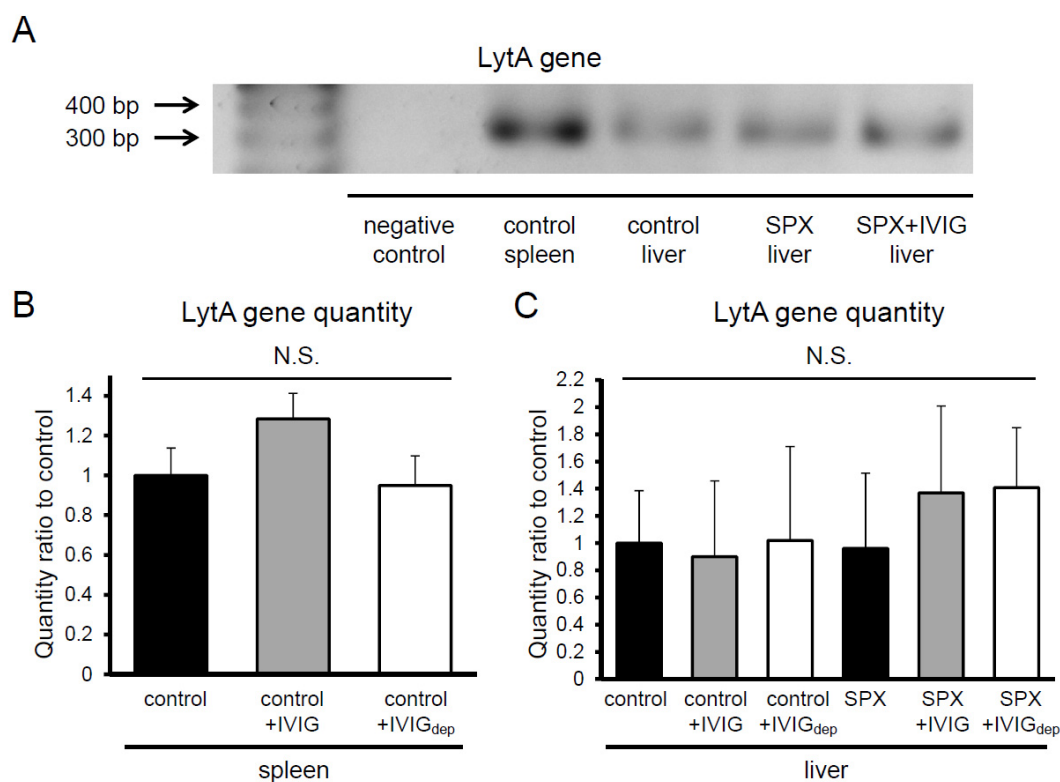 A
LytA gene
400 bp
300 bp
negative control
control spleen
control liver
SPX liver
SPX+IVIG liver
B
LytA gene quantity
N.S.
Quantity ratio to control
1.4
1.2
1
0.8
0.6
0.4
0.2
0
control
control +IVIG
control +IVIGdep
spleen
C
LytA gene quantity
N.S.
Quantity ratio to control
2.2
2
1.8
1.6
1.4
1.2
1
0.8
0.6
0.4
0.2
0
control
control +IVIG
control +IVIGdep
SPX
SPX +IVIG
SPX +IVIGdep
liver